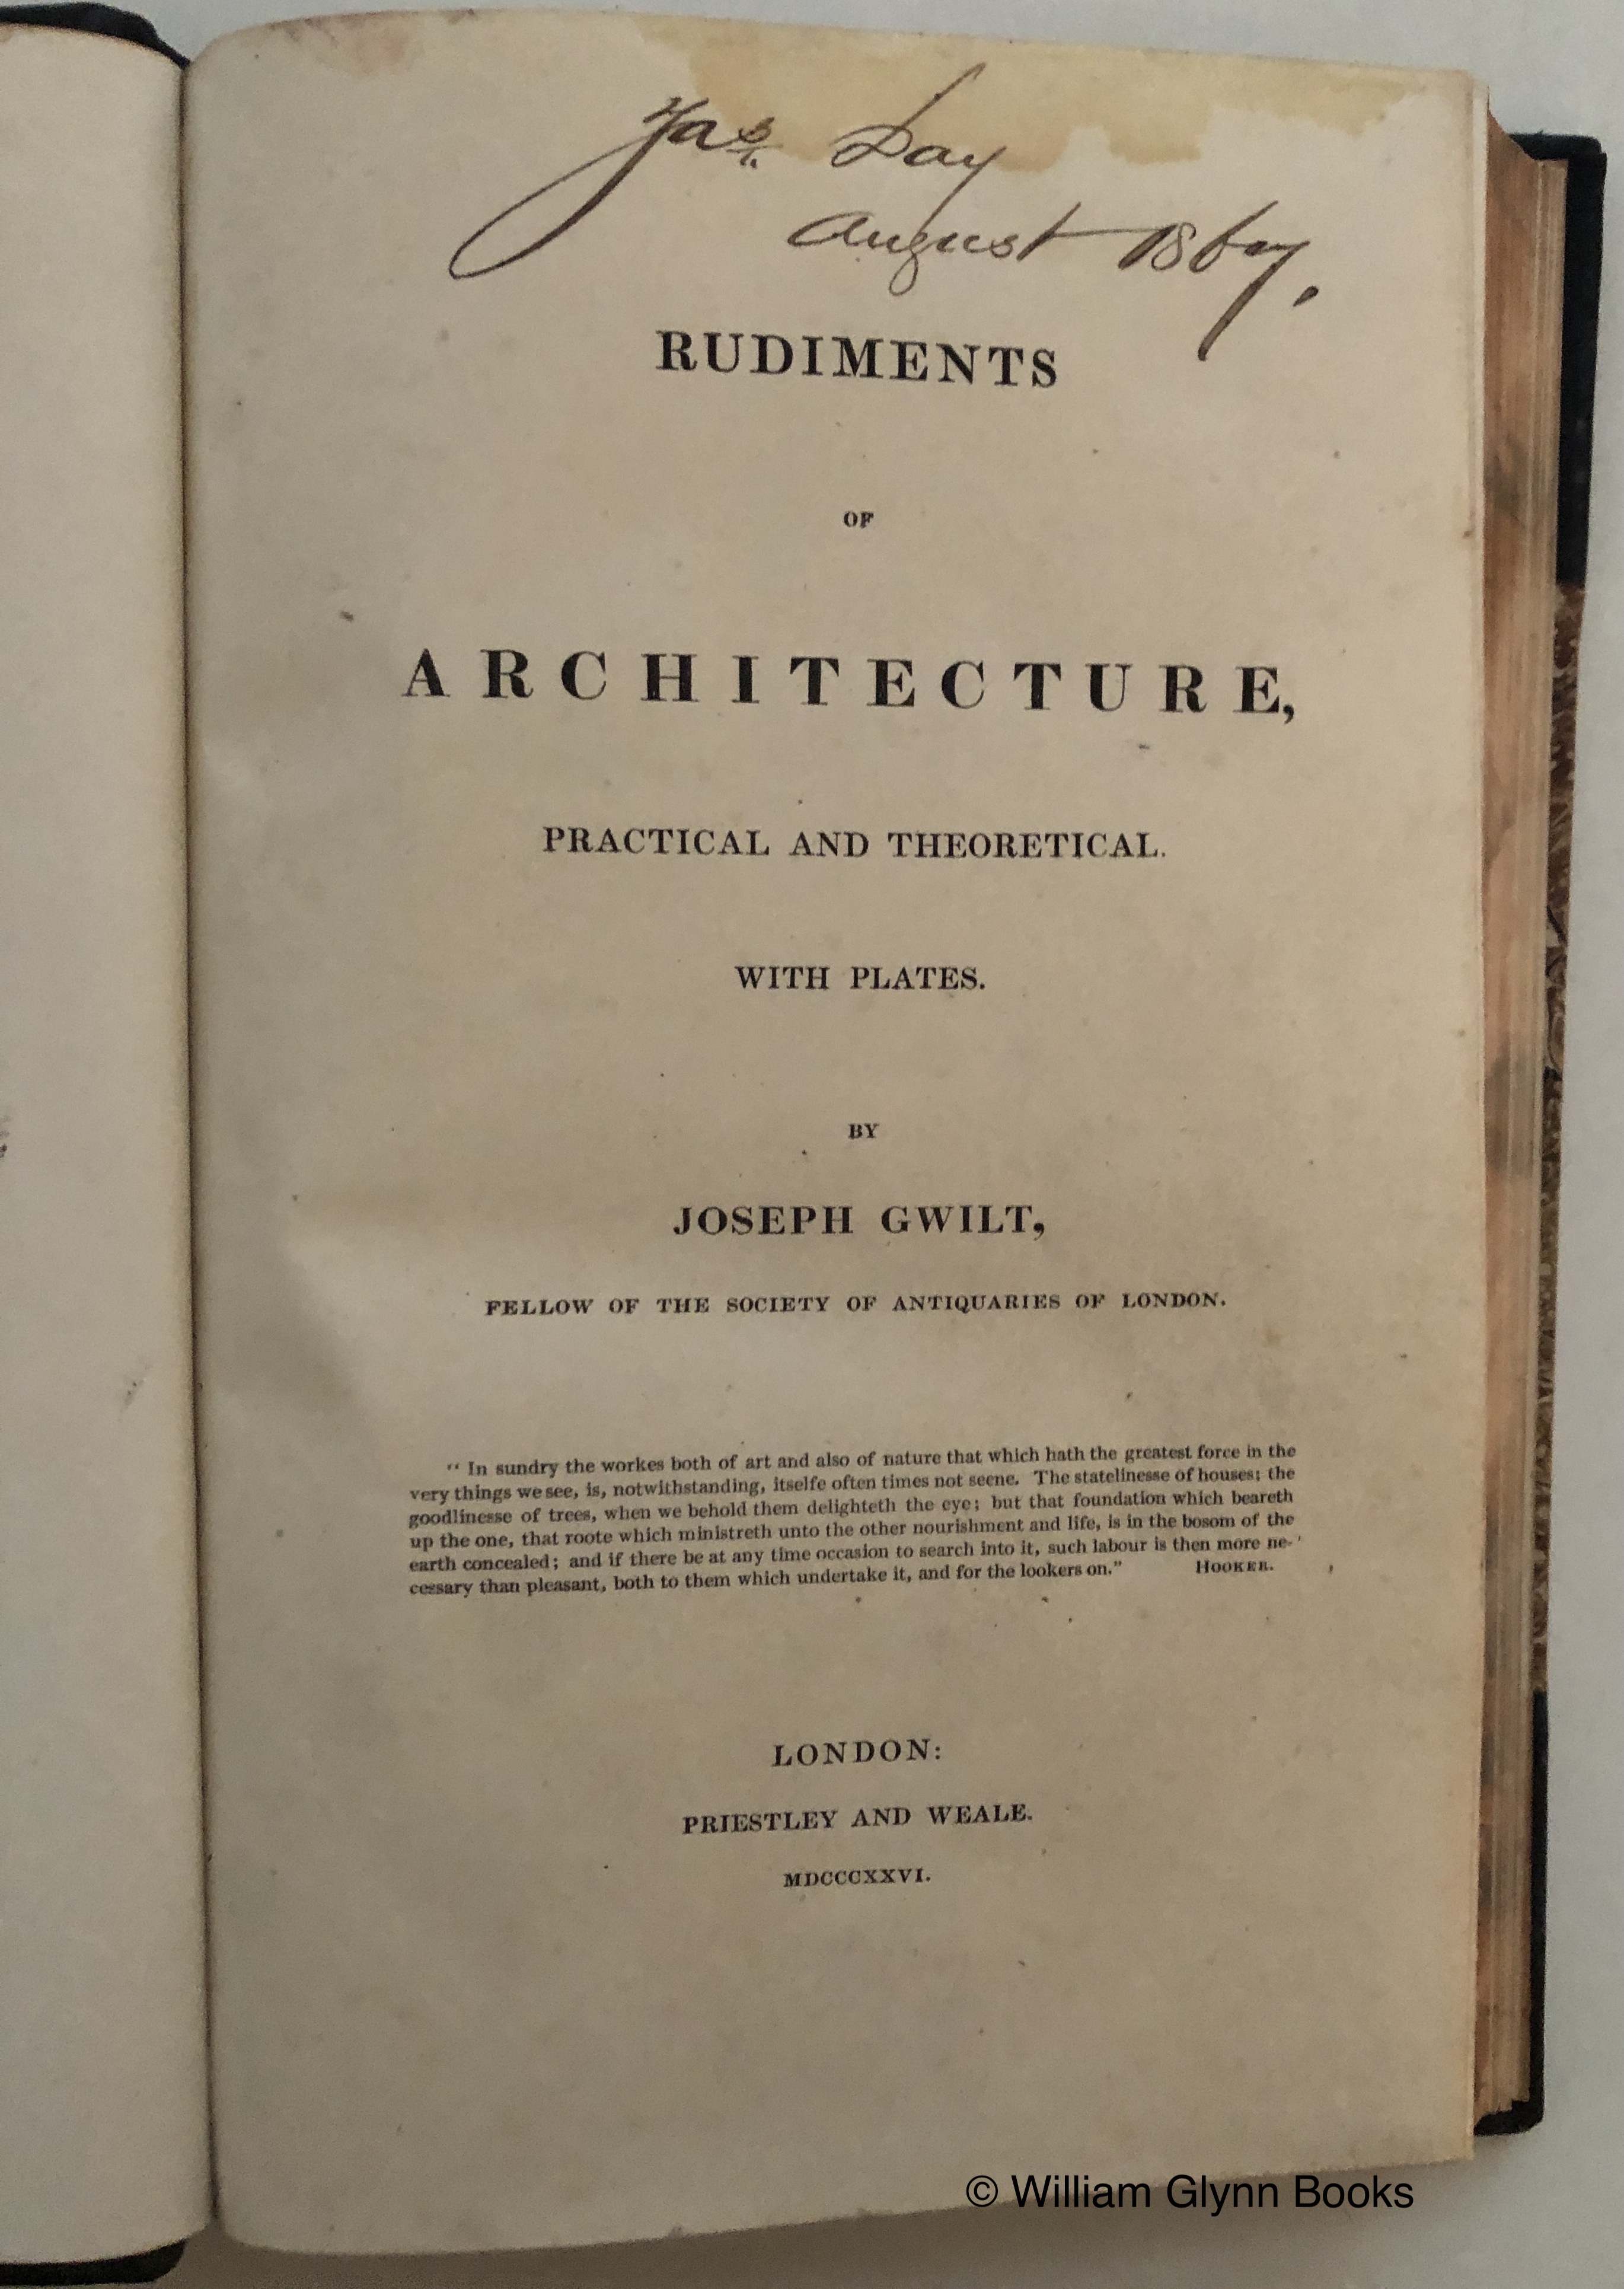 Jas. Day
August 1867.
RUDIMENTS
OF
ARCHITECTURE,
PRACTICAL AND THEORETICAL.
WITH PLATES.
BY
JOSEPH GWILT,
FELLOW OF THE SOCIETY OF ANTIQUARIES OF LONDON.
“ In sundry the workes both of art and also of nature that which hath the greatest force in the
very things we see, is, notwithstanding, itselfe often times not seene. The statelinesse of houses; the
goodlinesse of trees, when we behold them delighteth the eye; but that foundation which beareth
up the one, that roote which ministreth unto the other nourishment and life, is in the bosom of the
earth concealed; and if there be at any time occasion to search into it, such labour is then more ne-
cessary than pleasant, both to them which undertake it, and for the lookers on.” HOOKER.
LONDON:
PRIESTLEY AND WEALE.
MDCCCXXVI.
© William Glynn Books